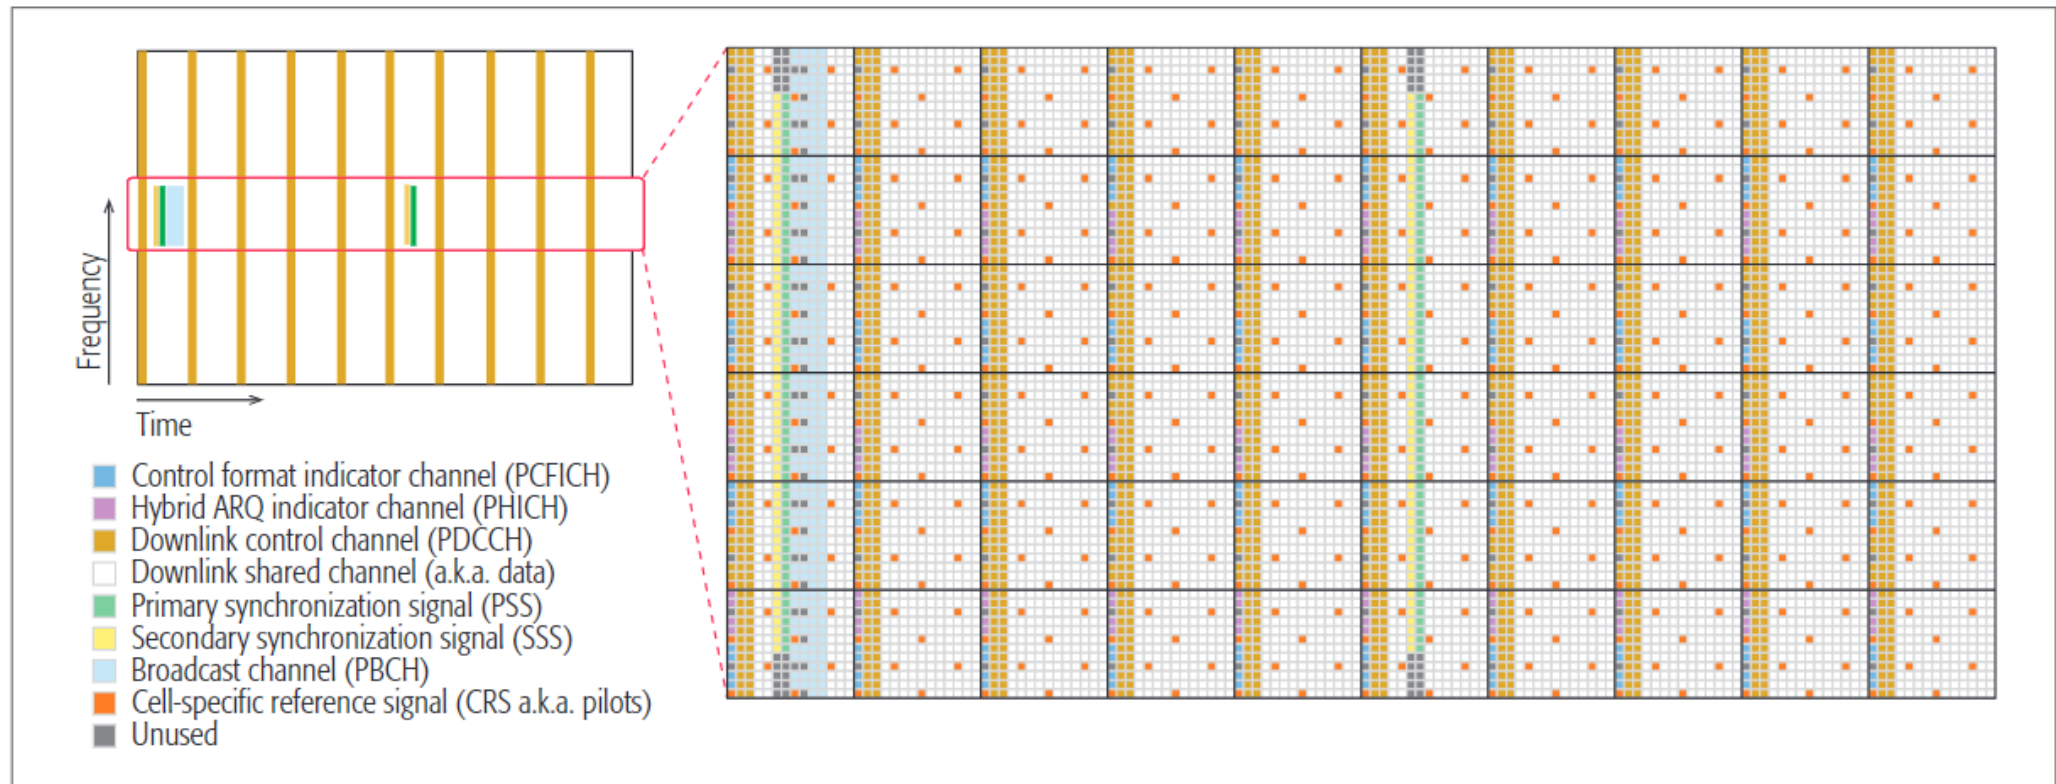 Frequency
Time
Control format indicator channel (PCFICH)
Hybrid ARQ indicator channel (PHICH)
Downlink control channel (PDCCH)
Downlink shared channel (a.k.a. data)
Primary synchronization signal (PSS)
Secondary synchronization signal (SSS)
Broadcast channel (PBCH)
Cell-specific reference signal (CRS a.k.a. pilots)
Unused